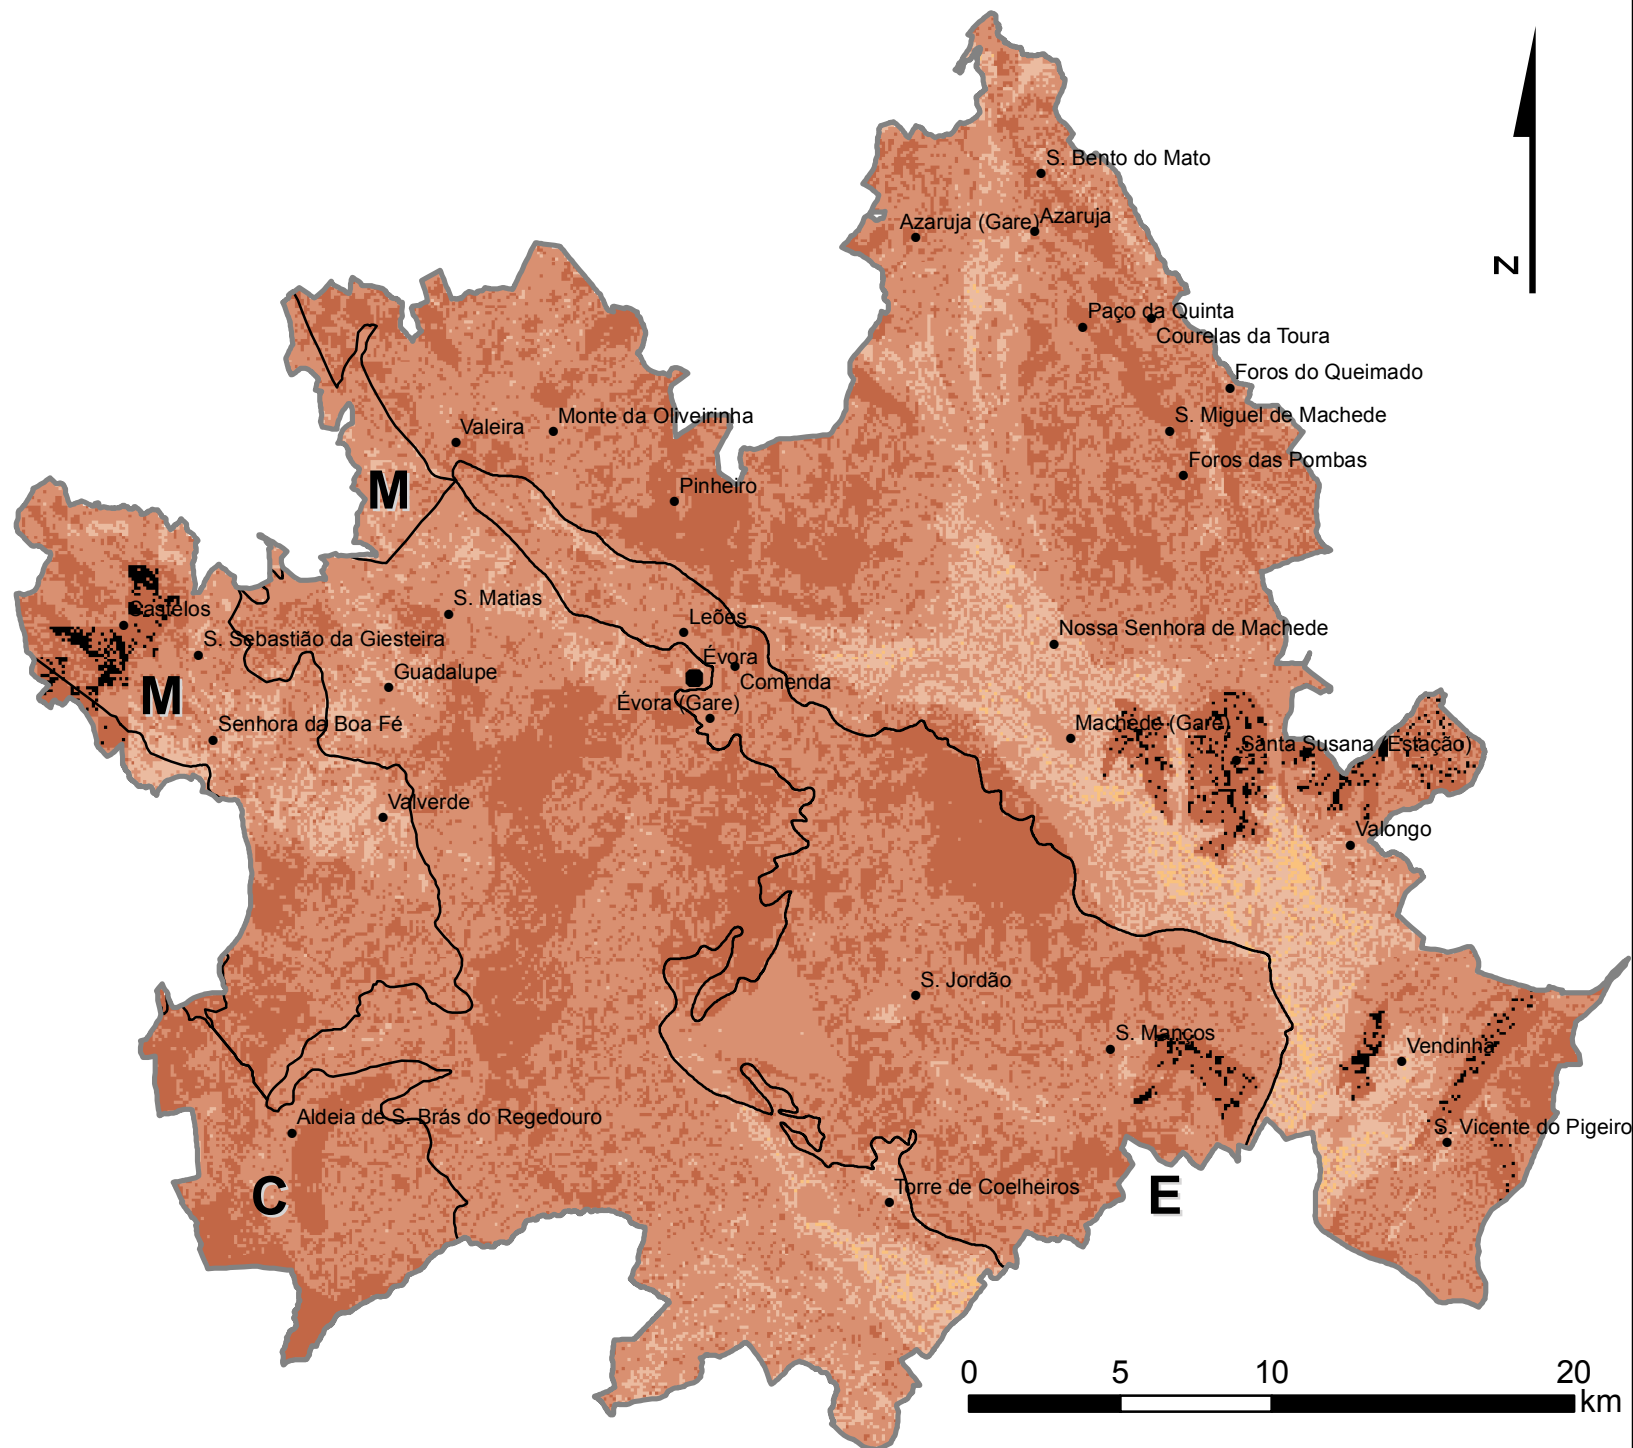 S. Bento do Mato
Azaruja (Gare)
Azaruja
N
Paço da Quinta
Courelas da Toura
Foros do Queimado
S. Miguel de Machede
Monte da Oliveirinha
Valeira
Foros das Pombas
M
Pinheiro
S. Matias
Castelos
Leões
Nossa Senhora de Machede
S. Sebastião da Giesteira
Évora
Guadalupe
Comenda
M
Évora (Gare)
Senhora da Boa Fé
Machede (Gare)
Santa Susana (Estação)
Valverde
Valongo
S. Jordão
S. Manços
Vendinha
Aldeia de S. Brás do Regedouro
S. Vicente do Pigeiro
C
Torre de Coelheiros
E
0 5 10 20
km